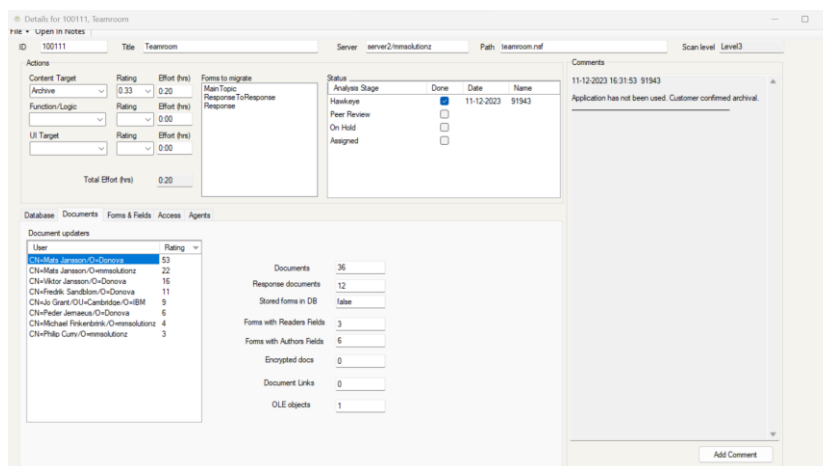 Details for 100111, Teamroom
File Open In Notes
ID 100111 Title Teamroom Server server2/mmsolutionz Path teamroom.nsf Scan level Level3
Actions
Content Target Rating Effort (hrs) Forms to migrate
Archive 0.33 0:20
MainTopic
ResponseToResponse
Response
Function/Logic Rating Effort (hrs)
0:00
UI Target Rating Effort (hrs)
0:00
Total Effort (hrs) 0:20
Status
Analysis Stage Done Date Name
Hawkeye 11-12-2023 91943
Peer Review
On Hold
Assigned
Comments
11-12-2023 16:31:53 91943
Application has not been used. Customer confirmed archival.
Database Documents Forms & Fields Access Agents
Document updaters
User Rating
CN=Mats Jansson/O=Donova 53
CN=Mats Jansson/O=mmsolutionz 22
CN=Viktor Jansson/O=Donova 16
CN=Fredrik Sandblom/O=Donova 11
CN=Jo Grant/OU=Cambridge/O=IBM 9
CN=Peder Jemaeus/O=Donova 6
CN=Michael Finkenbrink/O=mmsolutionz 4
CN=Philip Curry/O=mmsolutionz 3
Documents 36
Response documents 12
Stored forms in DB false
Forms with Readers Fields 3
Forms with Authors Fields 6
Encrypted docs 0
Document Links 0
OLE objects 1
Add Comment